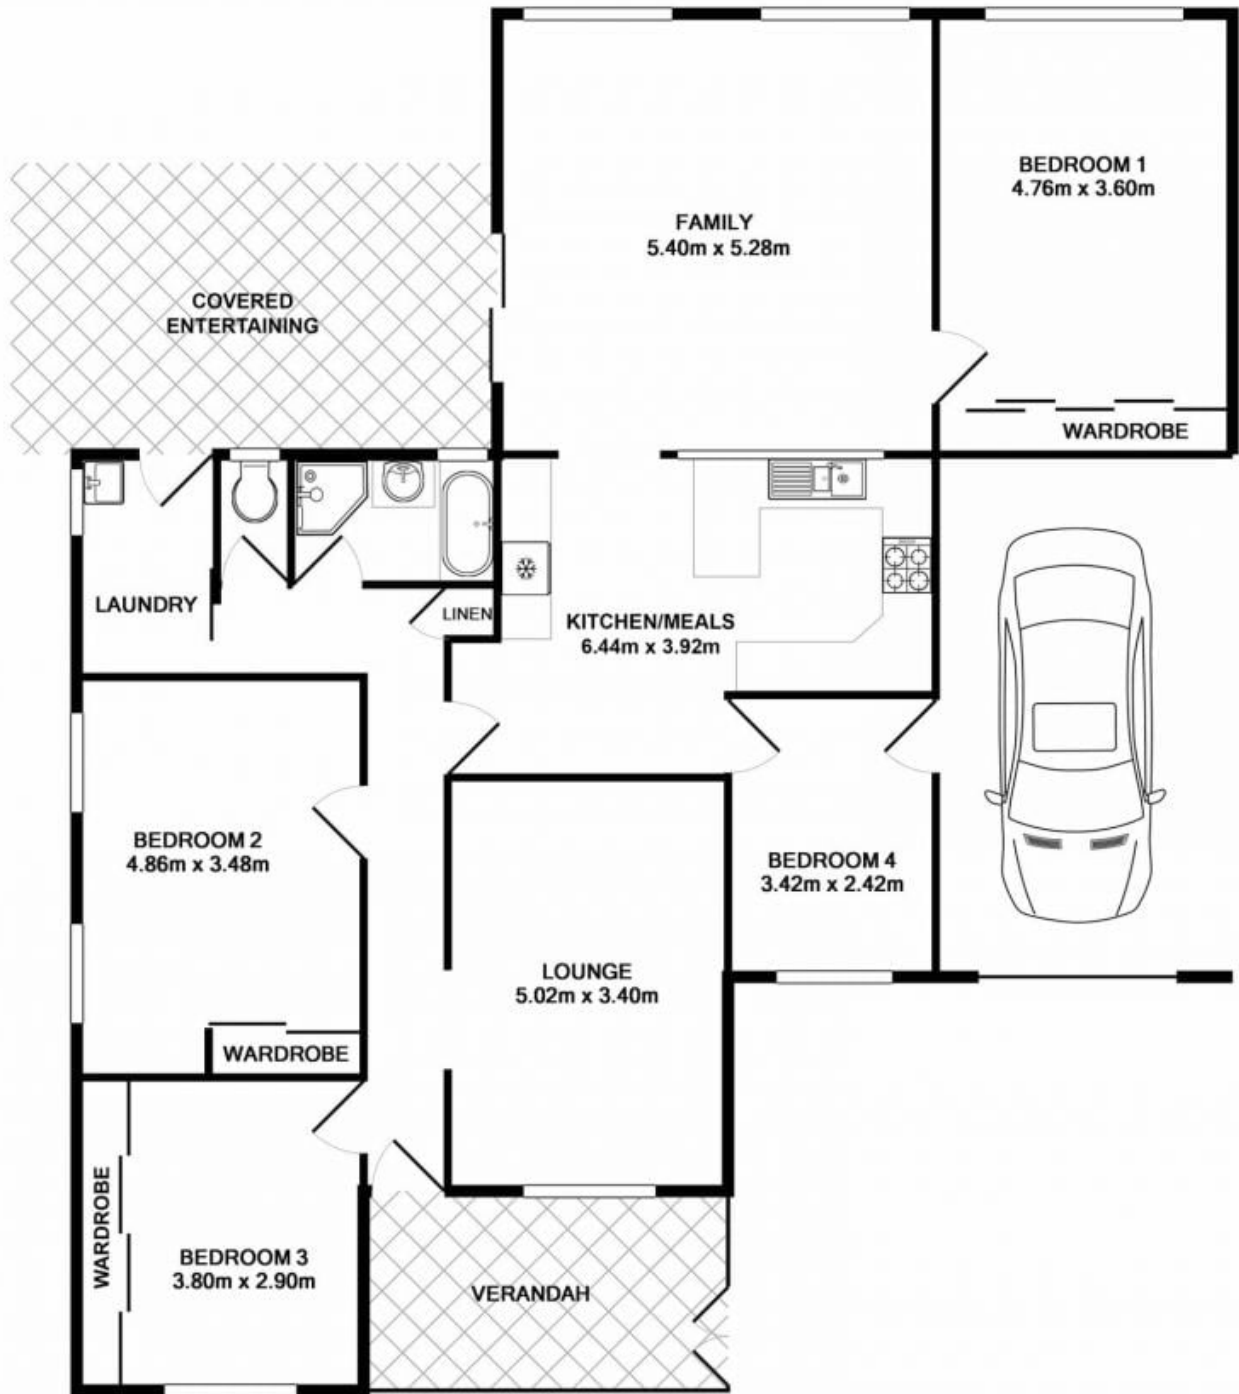 BEDROOM 1
4.76m x 3.60m
FAMILY
5.40m x 5.28m
COVERED
ENTERTAINING
WARDROBE
LAUNDRY
LINEN
KITCHEN/MEALS
6.44m x 3.92m
BEDROOM 2
4.86m x 3.48m
BEDROOM 4
3.42m x 2.42m
LOUNGE
5.02m x 3.40m
WARDROBE
WARDROBE
BEDROOM 3
3.80m x 2.90m
VERANDAH